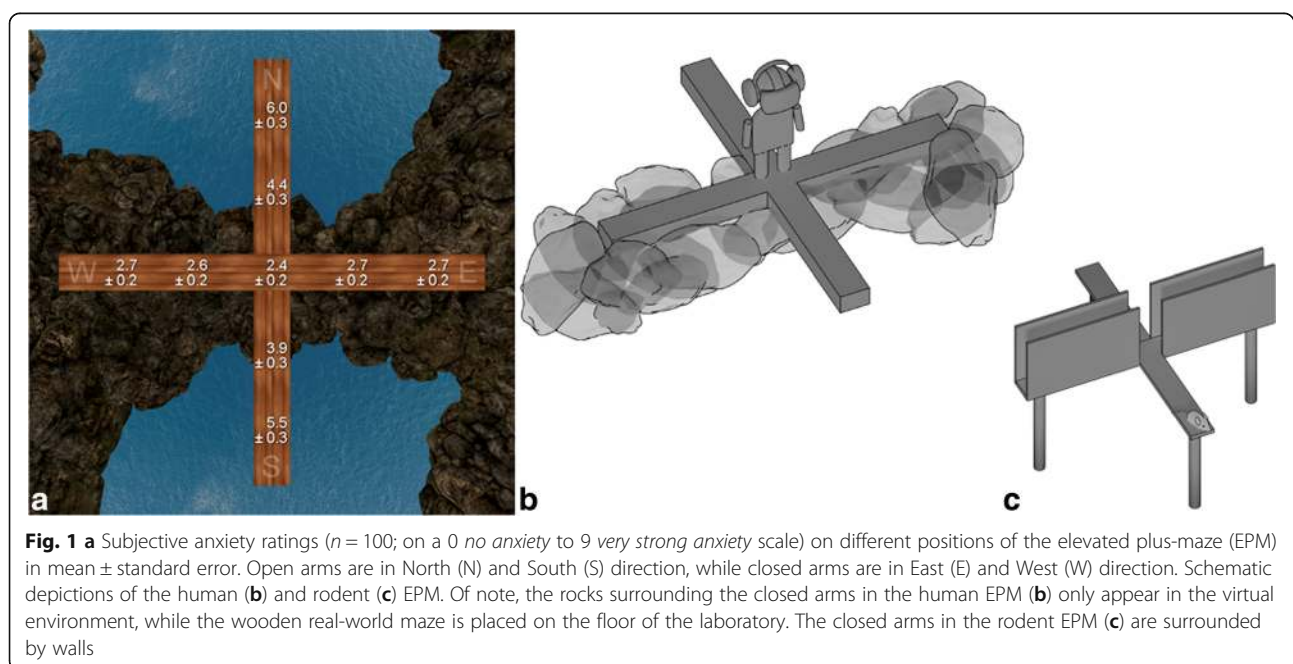 N
6.0
± 0.3
4.4
± 0.3
W 2.7 2.6 2.4 2.7 2.7 E
± 0.2 ± 0.2 ± 0.2 ± 0.2 ± 0.2
3.9
± 0.3
5.5
± 0.3
S
a
b
c
Fig. 1 a Subjective anxiety ratings (n = 100; on a 0 no anxiety to 9 very strong anxiety scale) on different positions of the elevated plus-maze (EPM)
in mean ± standard error. Open arms are in North (N) and South (S) direction, while closed arms are in East (E) and West (W) direction. Schematic
depictions of the human (b) and rodent (c) EPM. Of note, the rocks surrounding the closed arms in the human EPM (b) only appear in the virtual
environment, while the wooden real-world maze is placed on the floor of the laboratory. The closed arms in the rodent EPM (c) are surrounded
by walls